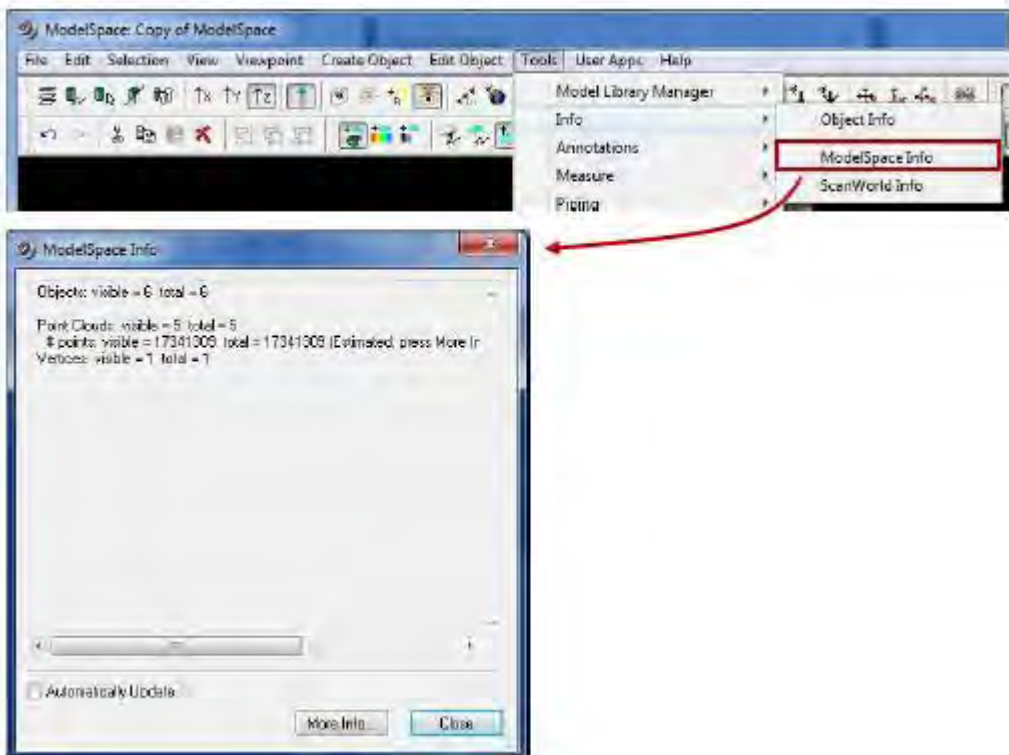 ModelSpace: Copy of ModelSpace
File Edit Selection View Viewpoint Create Object Edit Object Tools User Apps Help
Model Library Manager
Info
Object Info
Annotations
ModelSpace Info
Measure
ScanWorld Info
Piping
ModelSpace Info
Objects: visible = 6 total = 6
Point Clouds: visible = 5 total = 5
# points: visible = 17341309, total = 17341309 (Estimated, press More Ir
Vertices: visible = 1 total = 1
Automatically Update
More Info... Close